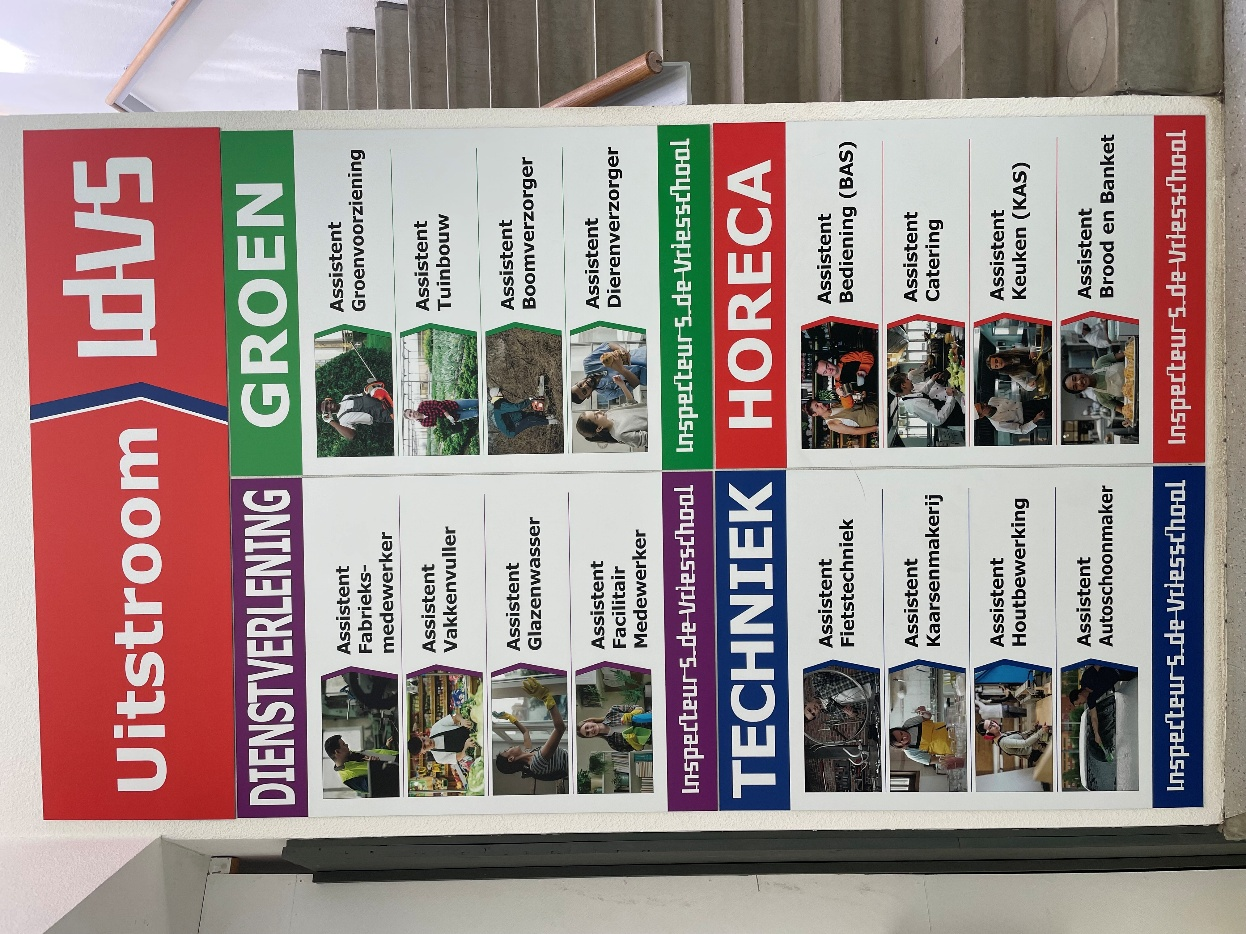 Uitstroom IdVS
DIENSTVERLENING
Assistent
Fabrieks-
medewerker
Assistent
Vakkenvuller
Assistent
Glazenwasser
Assistent
Facilitair
Medewerker
Inspecteur S. de Vriesschool
GROEN
Assistent
Groenvoorziening
Assistent
Tuinbouw
Assistent
Boomverzorger
Assistent
Dierenverzorger
Inspecteur S. de Vriesschool
TECHNIEK
Assistent
Fietstechniek
Assistent
Kaarsenmakerij
Assistent
Houtbewerking
Assistent
Autoschoonmaker
Inspecteur S. de Vriesschool
HORECA
Assistent
Bediening (BAS)
Assistent
Catering
Assistent
Keuken (KAS)
Assistent
Brood en Banket
Inspecteur S. de Vriesschool